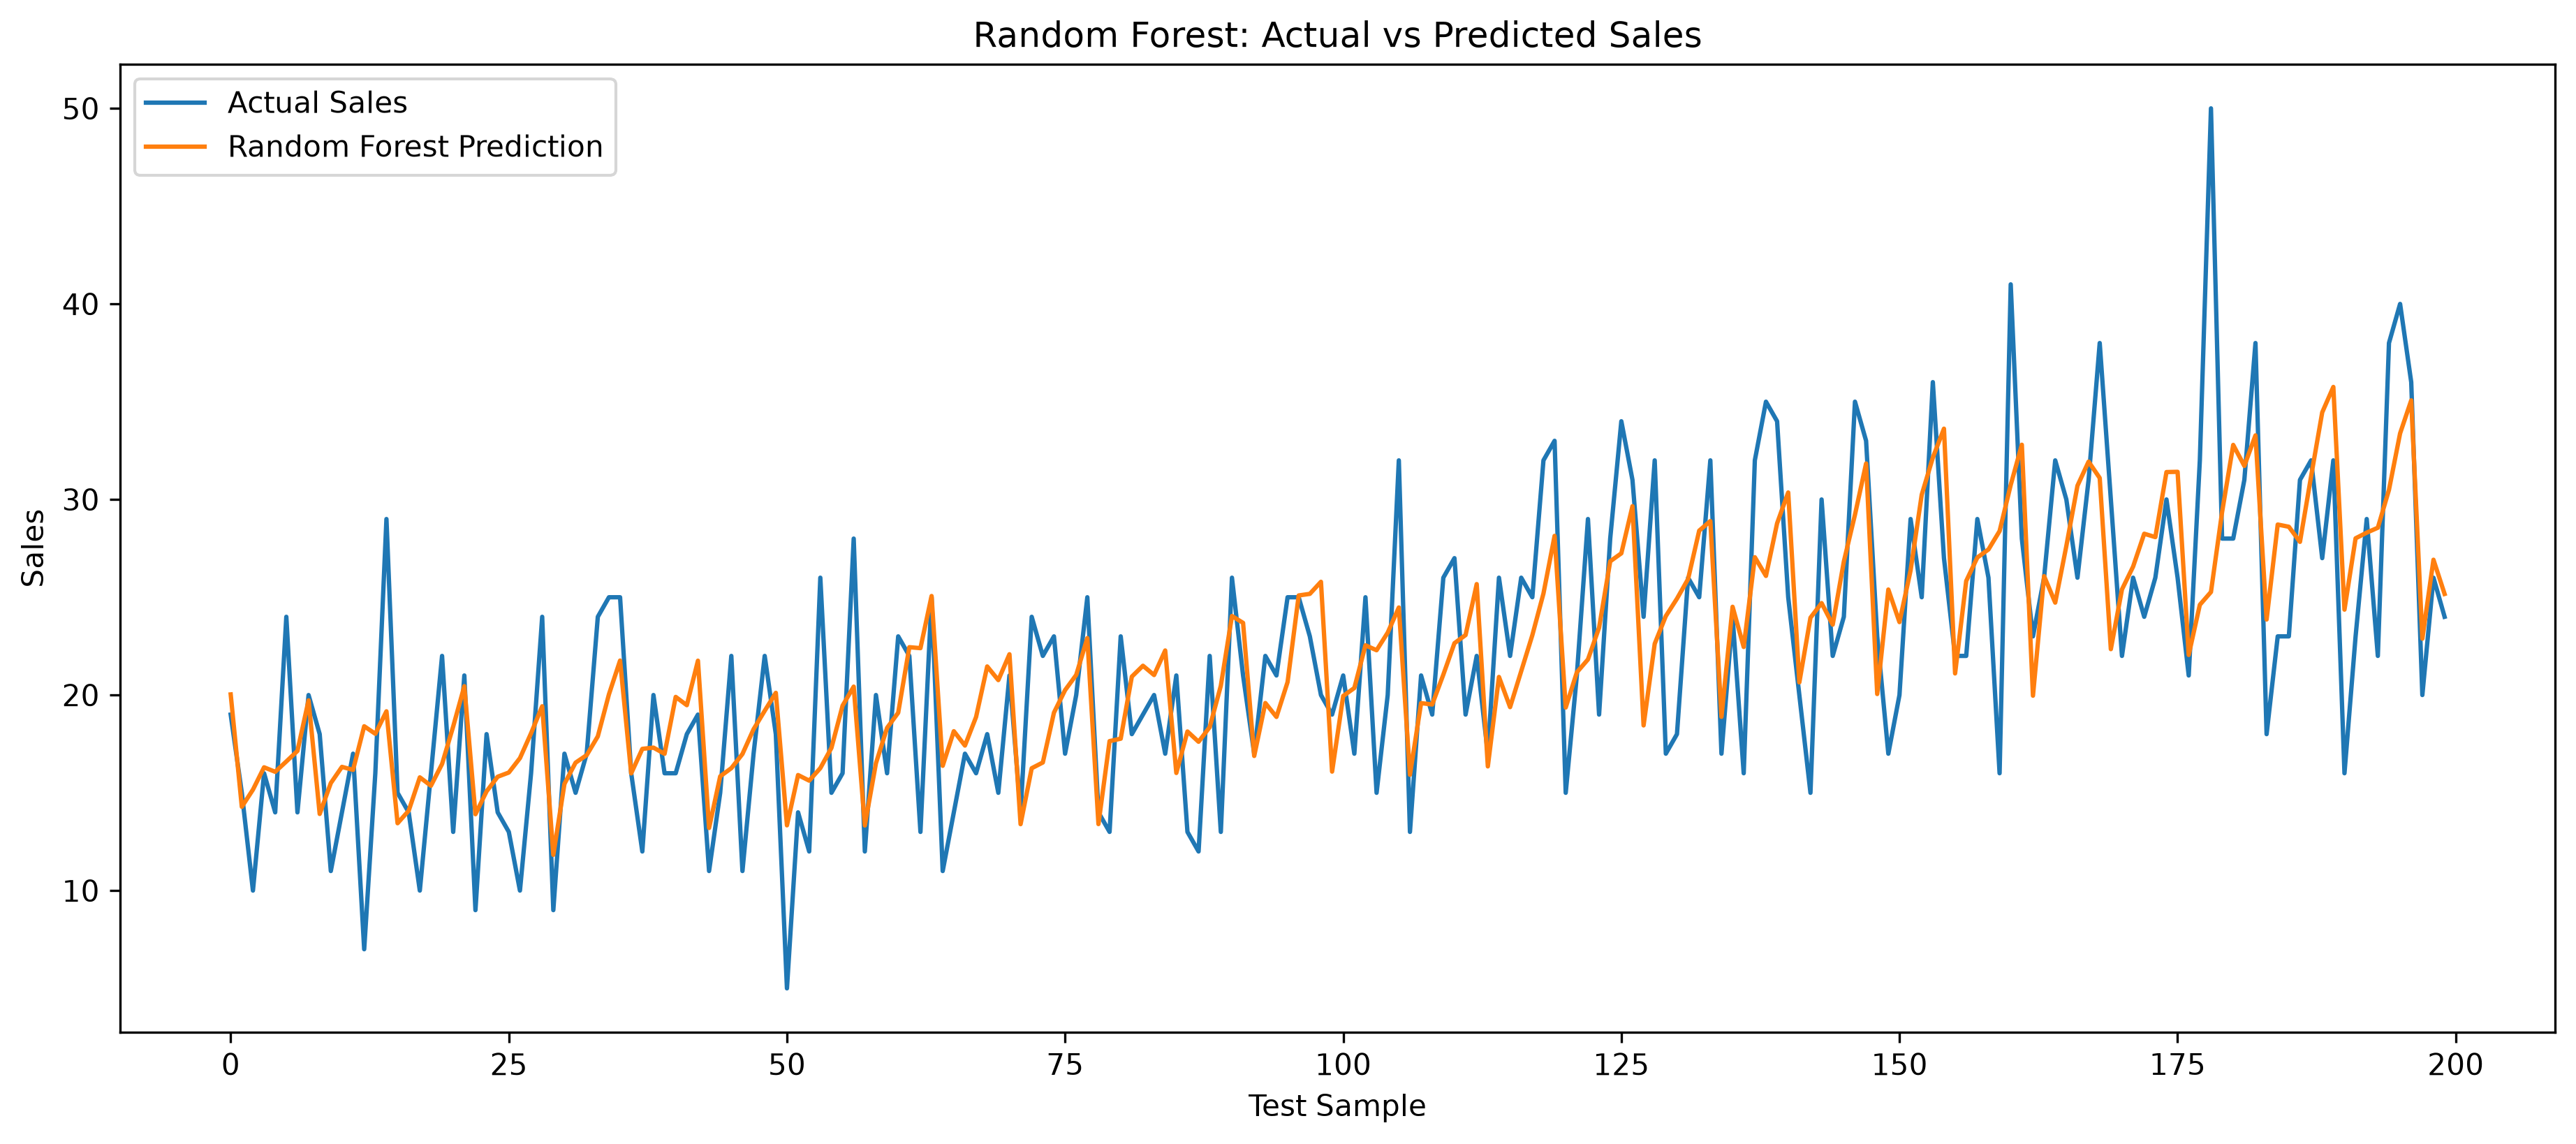 Random Forest: Actual vs Predicted Sales
Actual Sales
Random Forest Prediction
50
40
30
20
10
Sales
0 25 50 75 100 125 150 175 200
Test Sample